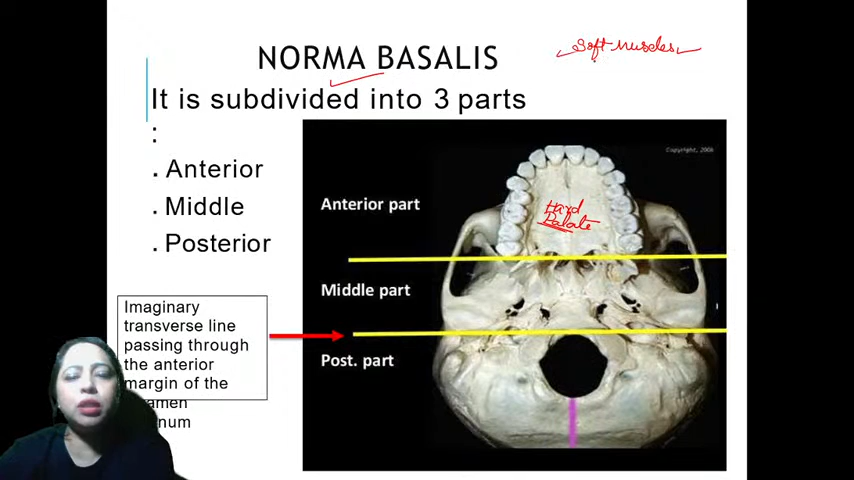 NORMA BASALIS
Soft Muscles
It is subdivided into 3 parts
:
. Anterior
. Middle
. Posterior
Copyright, 2006
Anterior part
Hard
Palate
Middle part
Post. part
Imaginary
transverse line
passing through
the anterior
margin of the